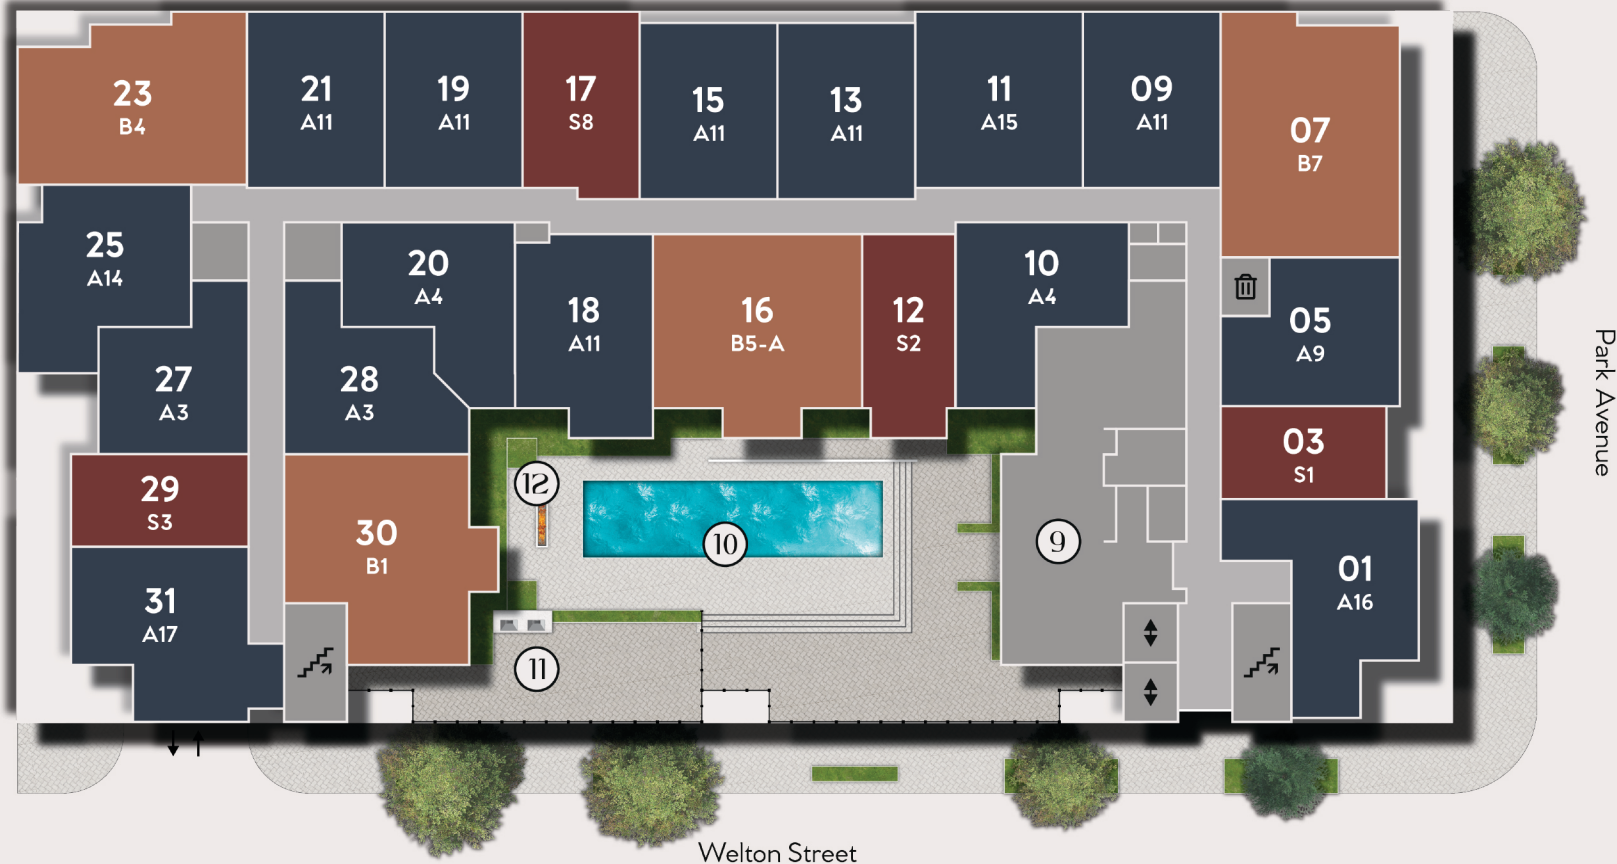 23
B4
21
A11
19
A11
17
S8
15
A11
13
A11
11
A15
09
A11
07
B7
25
A14
20
A4
18
A11
16
B5-A
12
S2
10
A4
05
A9
27
A3
28
A3
03
S1
29
S3
30
B1
12
10
9
01
A16
31
A17
11
Park Avenue
Welton Street